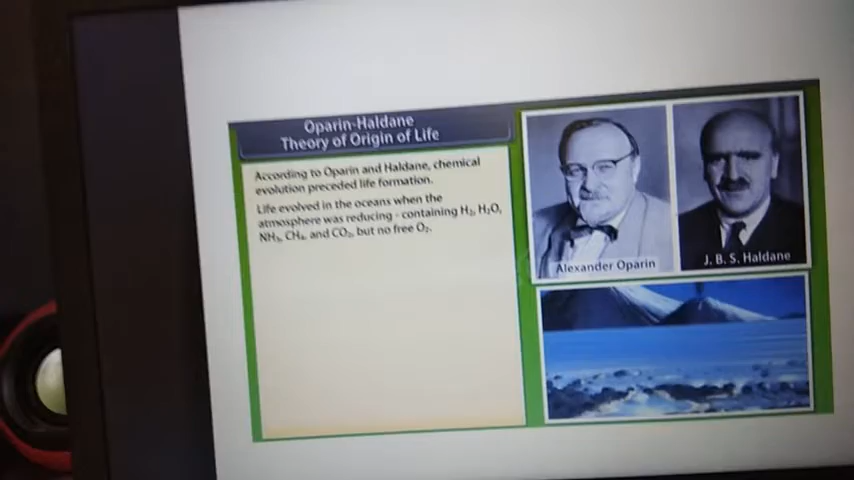 Oparin-Haldane
Theory of Origin of Life
According to Oparin and Haldane, chemical
evolution preceded life formation.
Life evolved in the oceans when the
atmosphere was reducing - containing H₂, H₂O,
NH₃, CH₄, and CO₂, but no free O₂.
Alexander Oparin
J. B. S. Haldane